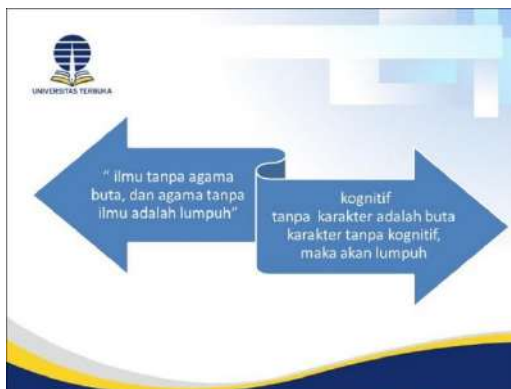 UNIVERSITAS TERBUKA
“ ilmu tanpa agama
buta, dan agama tanpa
ilmu adalah lumpuh”
kognitif
tanpa karakter adalah buta
karakter tanpa kognitif,
maka akan lumpuh